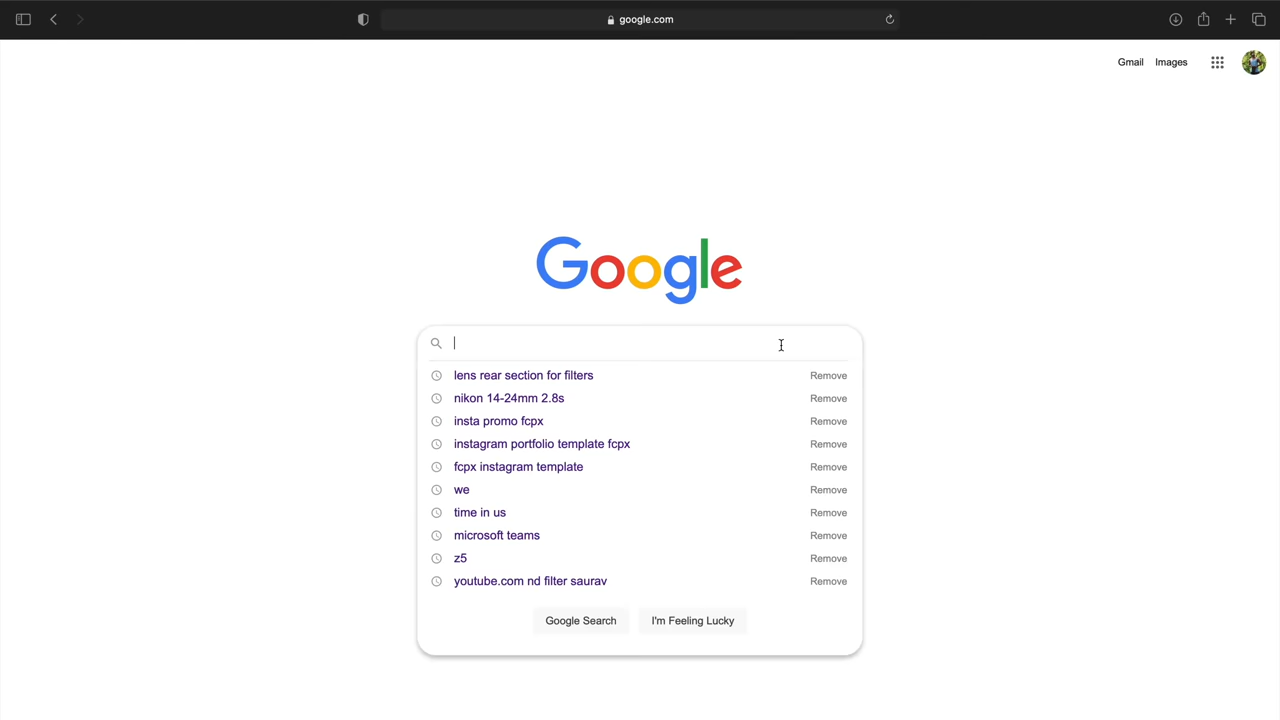 google.com
Gmail Images
Google
lens rear section for filters Remove
nikon 14-24mm 2.8s Remove
insta promo fcpx Remove
instagram portfolio template fcpx Remove
fcpx instagram template Remove
we Remove
time in us Remove
microsoft teams Remove
z5 Remove
youtube.com nd filter saurav Remove
Google Search I'm Feeling Lucky